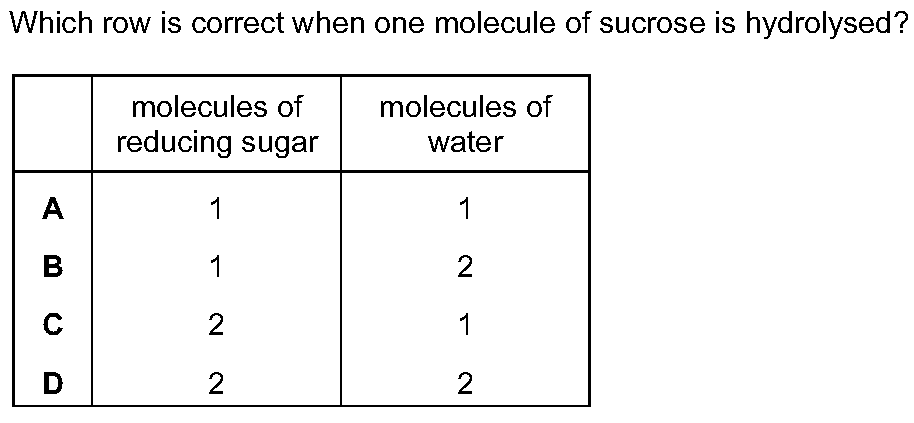 Which row is correct when one molecule of sucrose is hydrolysed?
molecules of reducing sugar molecules of water
A 1 1
B 1 2
C 2 1
D 2 2